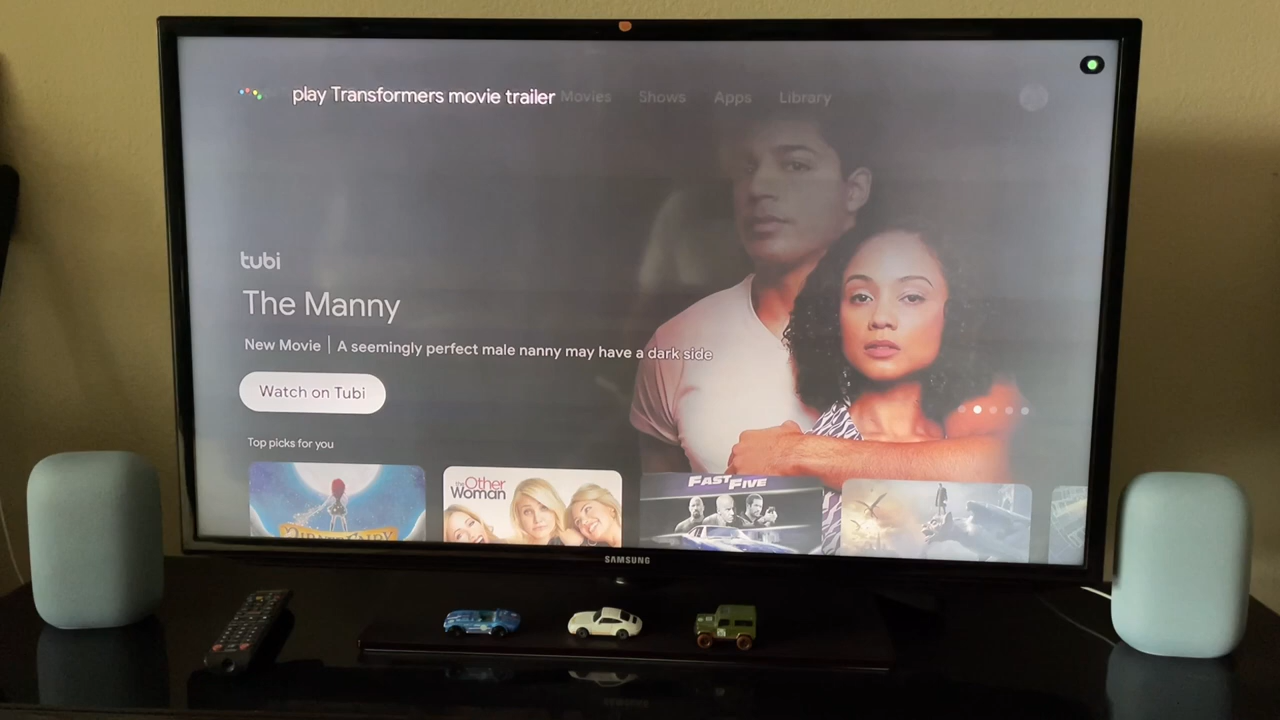 play Transformers movie trailer
Movies Shows Apps Library
tubi
The Manny
New Movie | A seemingly perfect male nanny may have a dark side
Watch on Tubi
Top picks for you
the Other
Woman
FAST FIVE
SAMSUNG